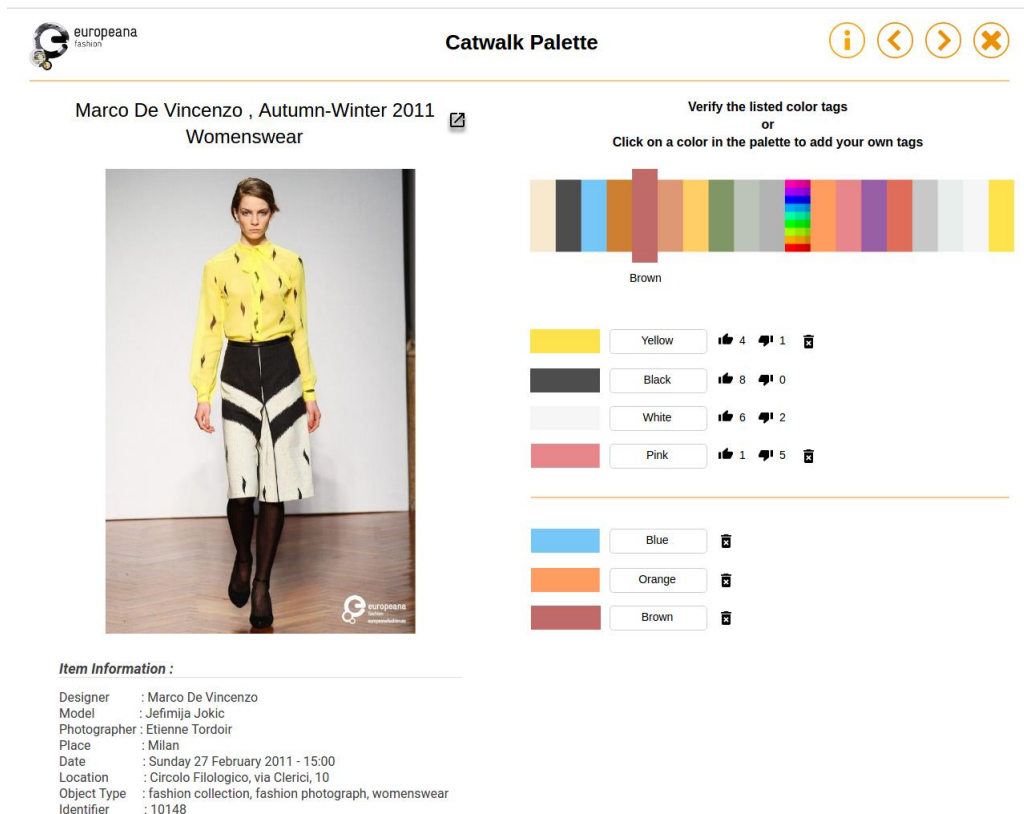 europeana
fashion
Catwalk Palette
Marco De Vincenzo , Autumn-Winter 2011
Womenswear
Verify the listed color tags
or
Click on a color in the palette to add your own tags
Brown
Yellow 4 1
Black 8 0
White 6 2
Pink 1 5
Blue
Orange
Brown
europeana
fashion
europeanafashion.eu
Item Information :
Designer : Marco De Vincenzo
Model : Jefimija Jokic
Photographer : Etienne Tordoir
Place : Milan
Date : Sunday 27 February 2011 - 15:00
Location : Circolo Filologico, via Clerici, 10
Object Type : fashion collection, fashion photograph, womenswear
Identifier : 10148